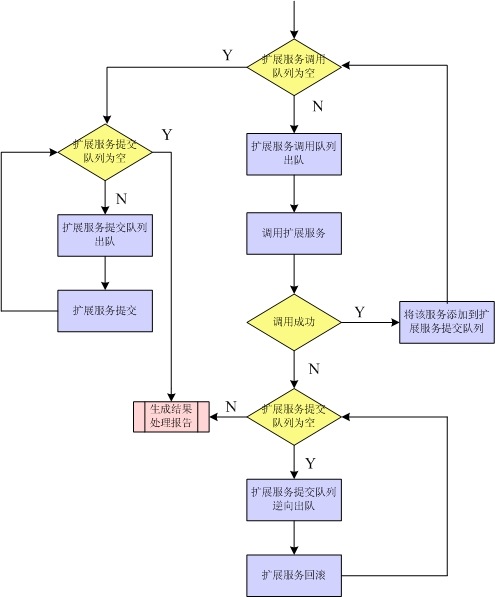 扩展服务调用
队列为空
Y
N
扩展服务提交
队列为空
Y
N
扩展服务调用队列
出队
扩展服务提交队列
出队
调用扩展服务
扩展服务提交
调用成功
Y
N
将该服务添加到扩
展服务提交队列
生成结果
处理报告
N
扩展服务提交
队列为空
Y
扩展服务提交队列
逆向出队
扩展服务回滚